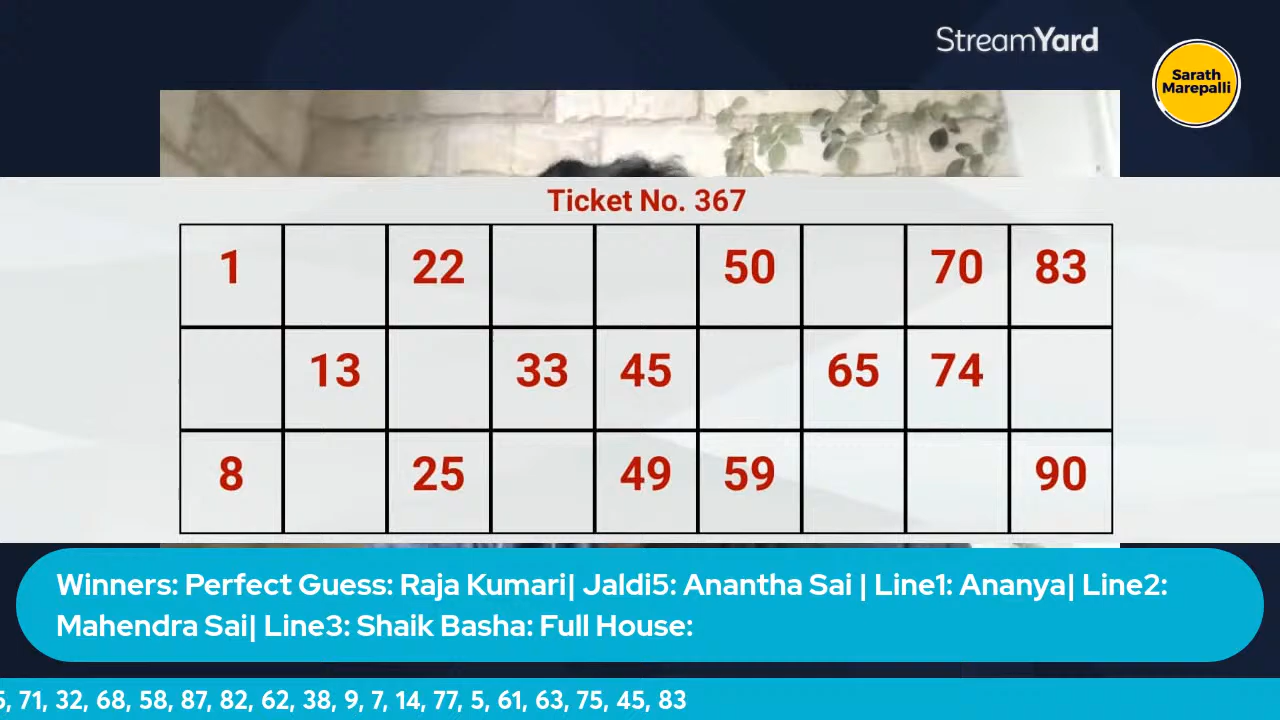 StreamYard
Sarath
Marepalli
Ticket No. 367
1 22 50 70 83
13 33 45 65 74
8 25 49 59 90
Winners: Perfect Guess: Raja Kumari| Jaldi5: Anantha Sai | Line1: Ananya| Line2:
Mahendra Sai| Line3: Shaik Basha: Full House:
, 71, 32, 68, 58, 87, 82, 62, 38, 9, 7, 14, 77, 5, 61, 63, 75, 45, 83